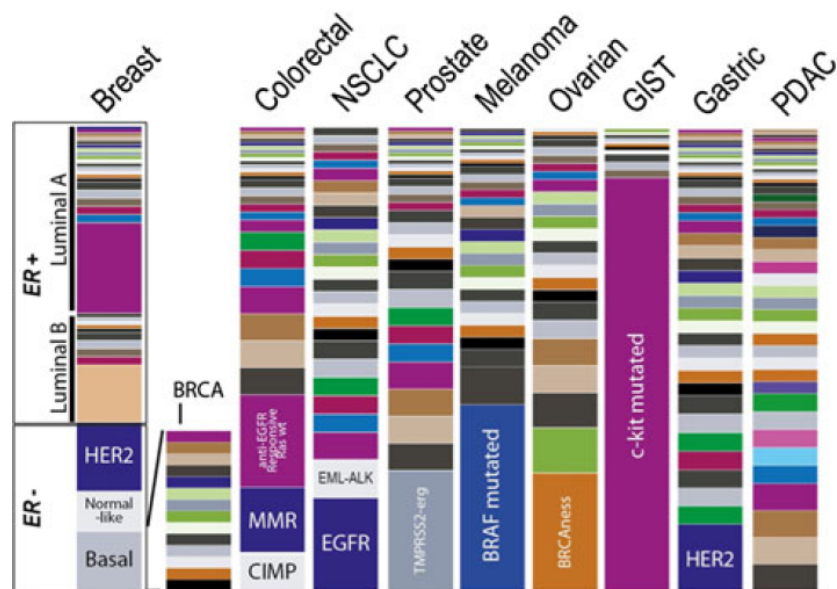 Breast
Colorectal
NSCLC
Prostate
Melanoma
Ovarian
GIST
Gastric
PDAC
ER+
Luminal A
Luminal B
ER-
BRCA
HER2
Normal
-like
Basal
anti-EGFR
Responsive
Ras wt
MMR
CIMP
EML-ALK
EGFR
TMPRSS2-erg
BRAF mutated
BRCAness
c-kit mutated
HER2